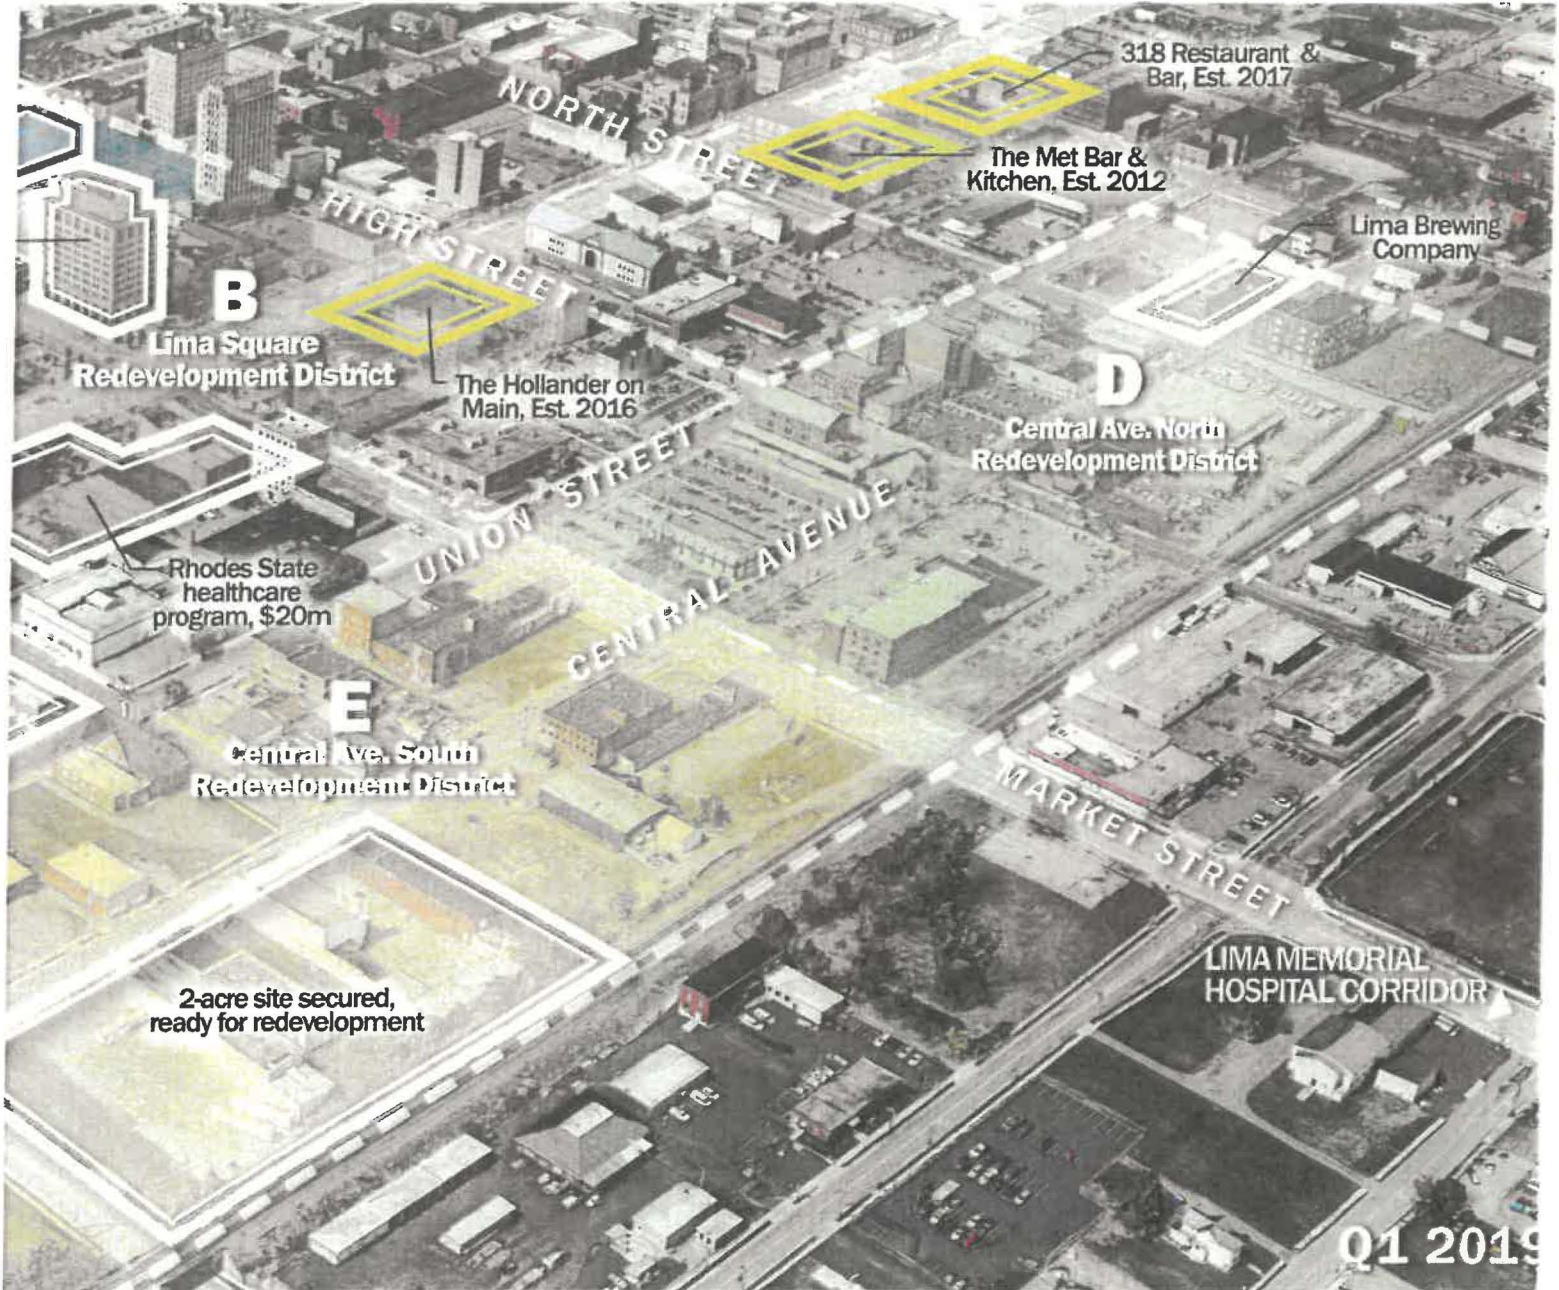 318 Restaurant &
Bar, Est. 2017
NORTH STREET
The Met Bar &
Kitchen, Est. 2012
Lima Brewing
Company
HIGH STREET
B
Lima Square
Redevelopment District
The Hollander on
Main, Est. 2016
D
Central Ave. North
Redevelopment District
UNION STREET
CENTRAL AVENUE
Rhodes State
healthcare
program, $20m
E
Central Ave. South
Redevelopment District
MARKET STREET
LIMA MEMORIAL
HOSPITAL CORRIDOR
2-acre site secured,
ready for redevelopment
Q1 2019